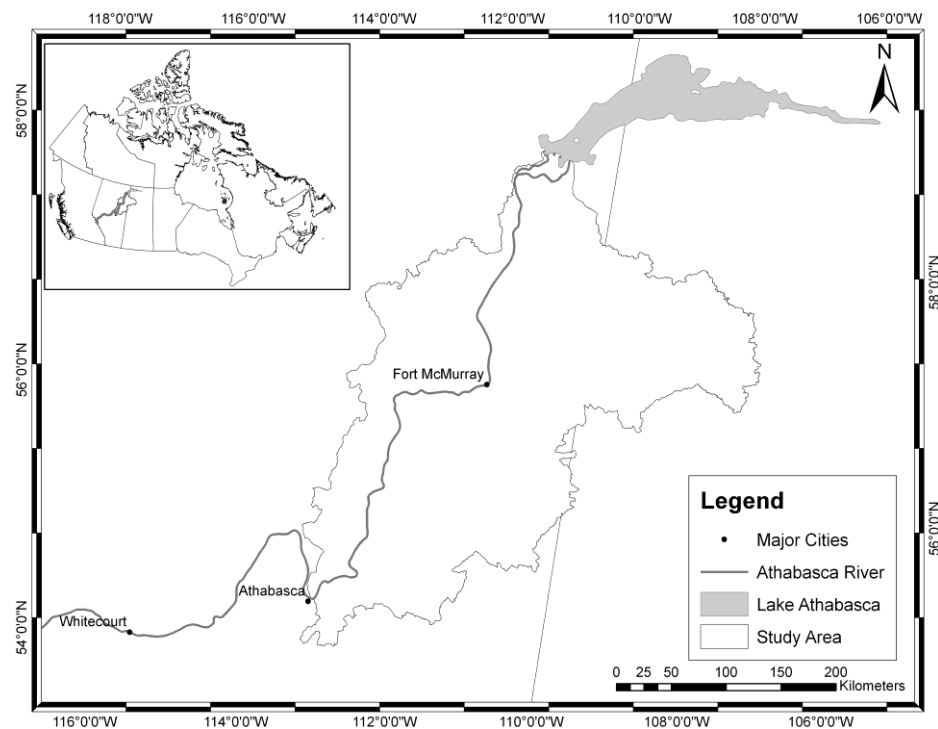 118°0'0"W 116°0'0"W 114°0'0"W 112°0'0"W 110°0'0"W 108°0'0"W 106°0'0"W
N
58°0'0"N
58°0'0"N
56°0'0"N
Fort McMurray
Legend
Major Cities
56°0'0"N
Athabasca River
Athabasca
Lake Athabasca
54°0'0"N
Whitecourt
Study Area
0 25 50 100 150 200
Kilometers
116°0'0"W 114°0'0"W 112°0'0"W 110°0'0"W 108°0'0"W 106°0'0"W